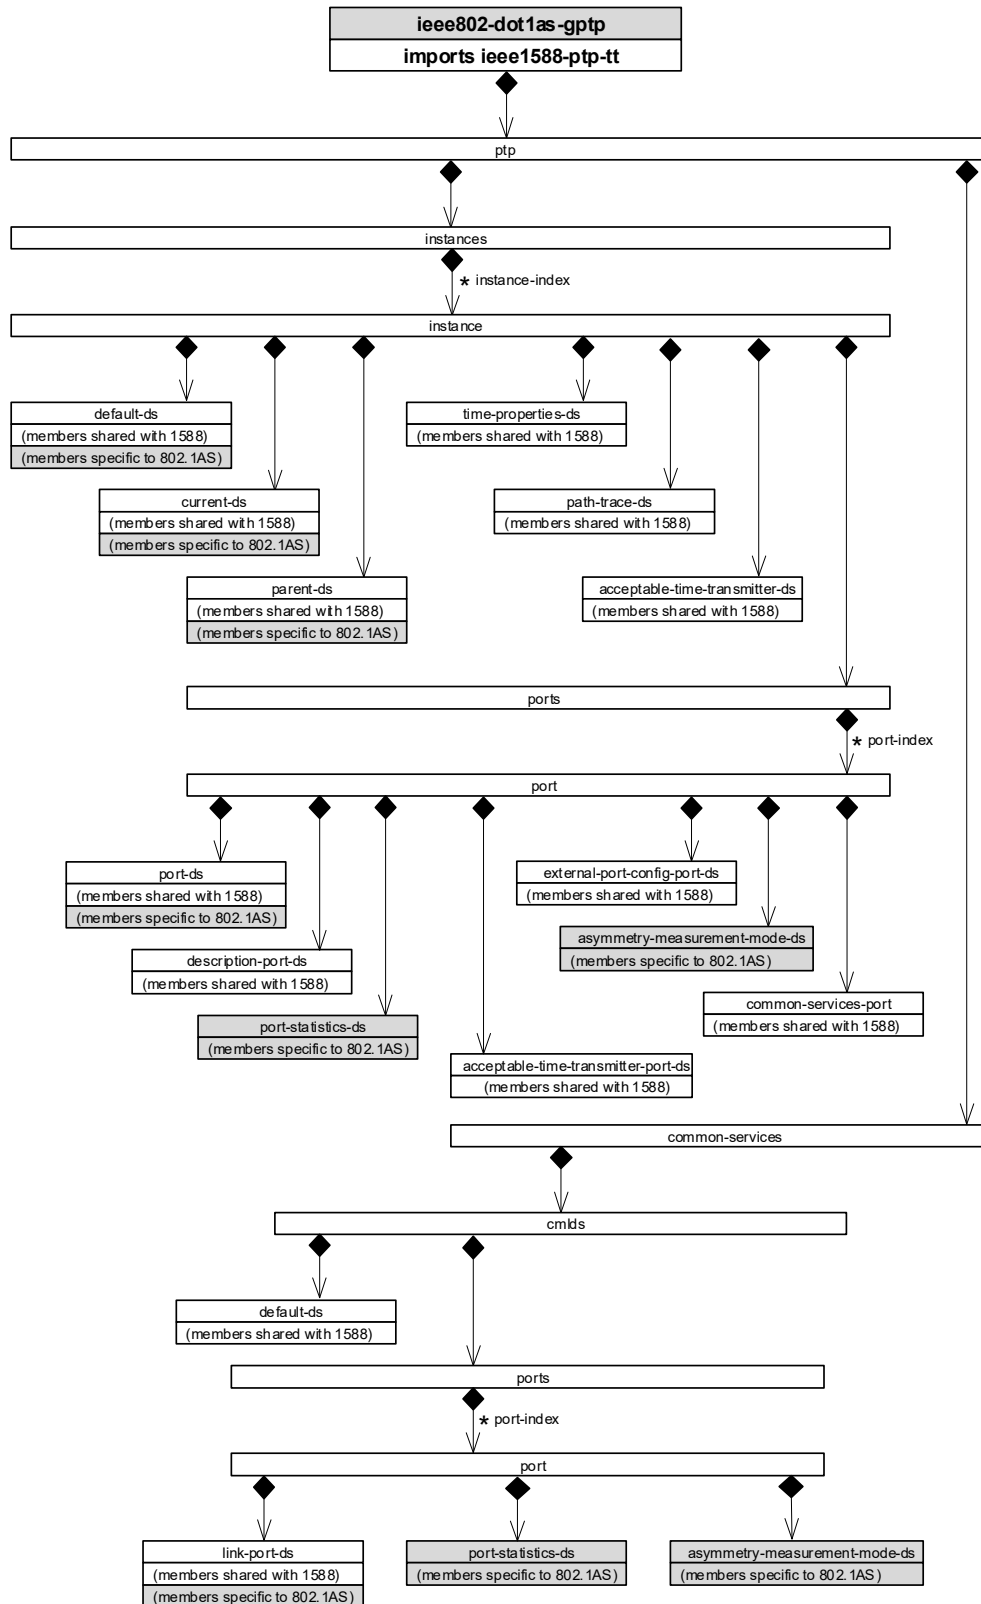 ieee802-dot1as-gptp
imports ieee1588-ptp-tt
ptp
instances
* instance-index
instance
default-ds
(members shared with 1588)
(members specific to 802.1AS)
time-properties-ds
(members shared with 1588)
current-ds
(members shared with 1588)
(members specific to 802.1AS)
path-trace-ds
(members shared with 1588)
parent-ds
(members shared with 1588)
(members specific to 802.1AS)
acceptable-time-transmitter-ds
(members shared with 1588)
ports
* port-index
port
port-ds
(members shared with 1588)
(members specific to 802.1AS)
external-port-config-port-ds
(members shared with 1588)
description-port-ds
(members shared with 1588)
asymmetry-measurement-mode-ds
(members specific to 802.1AS)
port-statistics-ds
(members specific to 802.1AS)
common-services-port
(members shared with 1588)
acceptable-time-transmitter-port-ds
(members shared with 1588)
common-services
cmlds
default-ds
(members shared with 1588)
ports
* port-index
port
link-port-ds
(members shared with 1588)
(members specific to 802.1AS)
port-statistics-ds
(members specific to 802.1AS)
asymmetry-measurement-mode-ds
(members specific to 802.1AS)